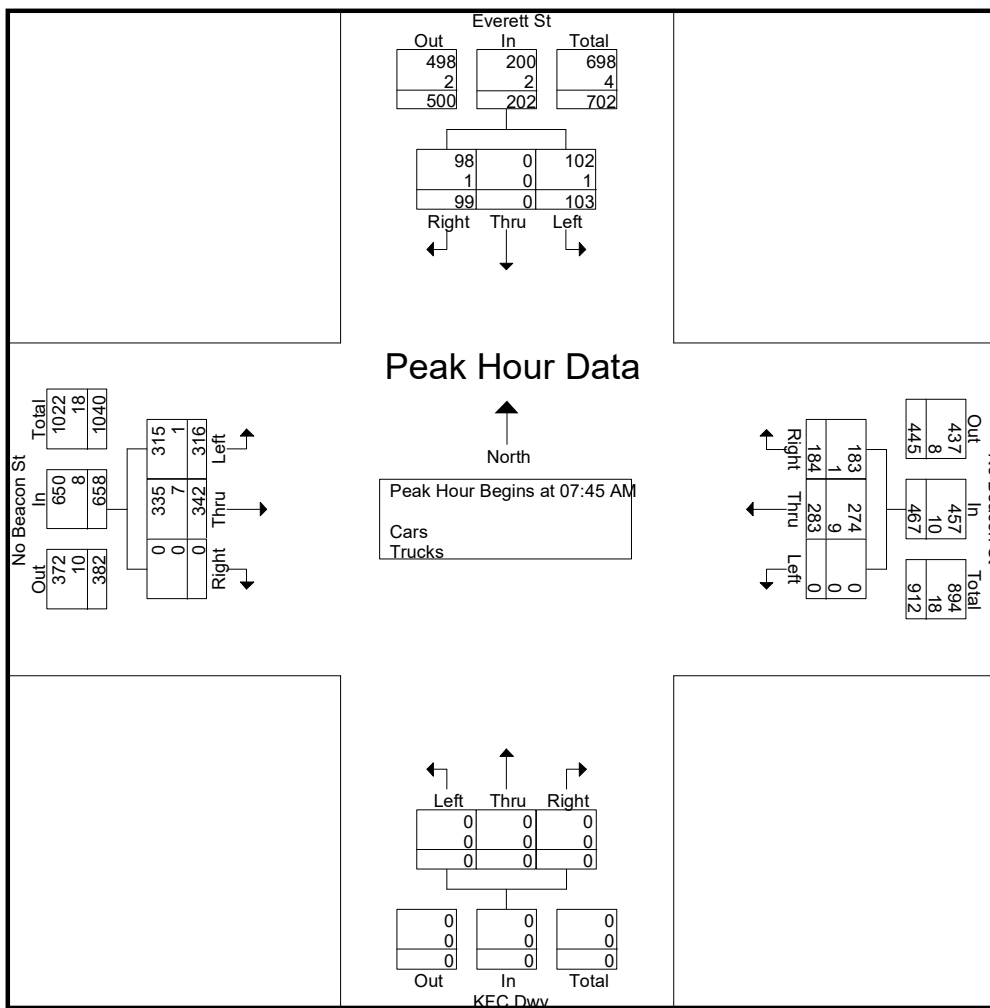 Everett St
Out In Total
498 200 698
2 2 4
500 202 702
98 0 102
1 0 1
99 0 103
Right Thru Left
Peak Hour Data
North
Peak Hour Begins at 07:45 AM
Cars
Trucks
No Beacon St
Out In Total
372 650 1022
10 8 18
382 658 1040
Right Thru Left
0 335 315
0 7 1
0 342 316
Out In Total
437 457 894
8 10 18
445 467 912
183 274 0
1 9 0
184 283 0
Right Thru Left
Left Thru Right
0 0 0
0 0 0
0 0 0
0 0 0
0 0 0
0 0 0
Out In Total
KFC Dwy